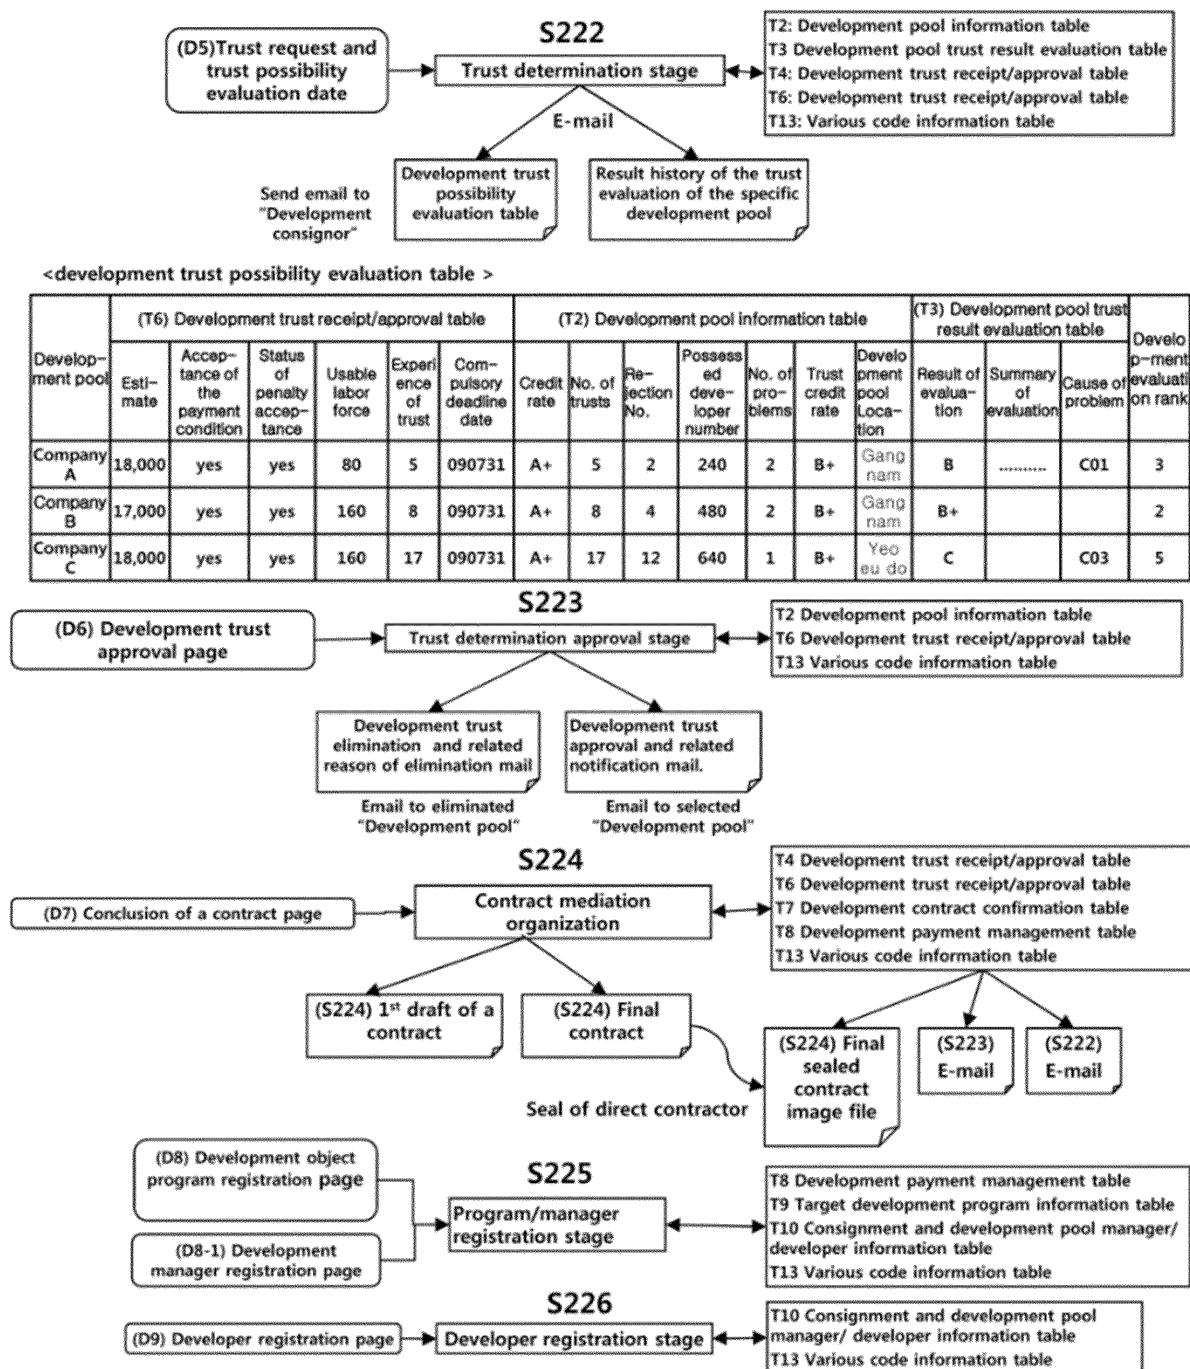 S222
(D5)Trust request and
trust possibility
evaluation date
Trust determination stage
T2: Development pool information table
T3 Development pool trust result evaluation table
T4: Development trust receipt/approval table
T6: Development trust receipt/approval table
T13: Various code information table
E-mail
Send email to
"Development
consignor"
Development trust
possibility
evaluation table
Result history of the trust
evaluation of the specific
development pool
<development trust possibility evaluation table >
Develop-
ment pool
(T6) Development trust receipt/approval table
(T2) Development pool information table
(T3) Development pool trust
result evaluation table
Develo
p-ment
evaluati
on rank
Esti-
mate
Accep-
tance of
the
payment
condition
Status
of
penalty
accep-
tance
Usable
labor
force
Experi
ence
of
trust
Com-
pulsory
deadline
date
Credit
rate
No. of
trusts
Re-
jection
No.
Possess
ed
deve-
loper
number
No. of
pro-
blems
Trust
credit
rate
Develo
pment
pool
Loca-
tion
Result of
evalua-
tion
Summary
of
evaluation
Cause of
problem
Company
A
18,000 yes yes 80 5 090731 A+ 5 2 240 2 B+ Gang
nam
B .......... C01 3
Company
B
17,000 yes yes 160 8 090731 A+ 8 4 480 2 B+ Gang
nam
B+ 2
Company
C
18,000 yes yes 160 17 090731 A+ 17 12 640 1 B+ Yeo
eu do
C C03 5
S223
(D6) Development trust
approval page
Trust determination approval stage
T2 Development pool information table
T6 Development trust receipt/approval table
T13 Various code information table
Development trust
elimination and related
reason of elimination mail
Development trust
approval and related
notification mail.
Email to eliminated
"Development pool"
Email to selected
"Development pool"
S224
(D7) Conclusion of a contract page
Contract mediation
organization
T4 Development trust receipt/approval table
T6 Development trust receipt/approval table
T7 Development contract confirmation table
T8 Development payment management table
T13 Various code information table
(S224) 1st draft of a
contract
(S224) Final
contract
(S224) Final
sealed
contract
image file
(S223)
E-mail
(S222)
E-mail
Seal of direct contractor
S225
(D8) Development object
program registration page
(D8-1) Development
manager registration page
Program/manager
registration stage
T8 Development payment management table
T9 Target development program information table
T10 Consignment and development pool manager/
developer information table
T13 Various code information table
S226
(D9) Developer registration page
Developer registration stage
T10 Consignment and development pool
manager/ developer information table
T13 Various code information table